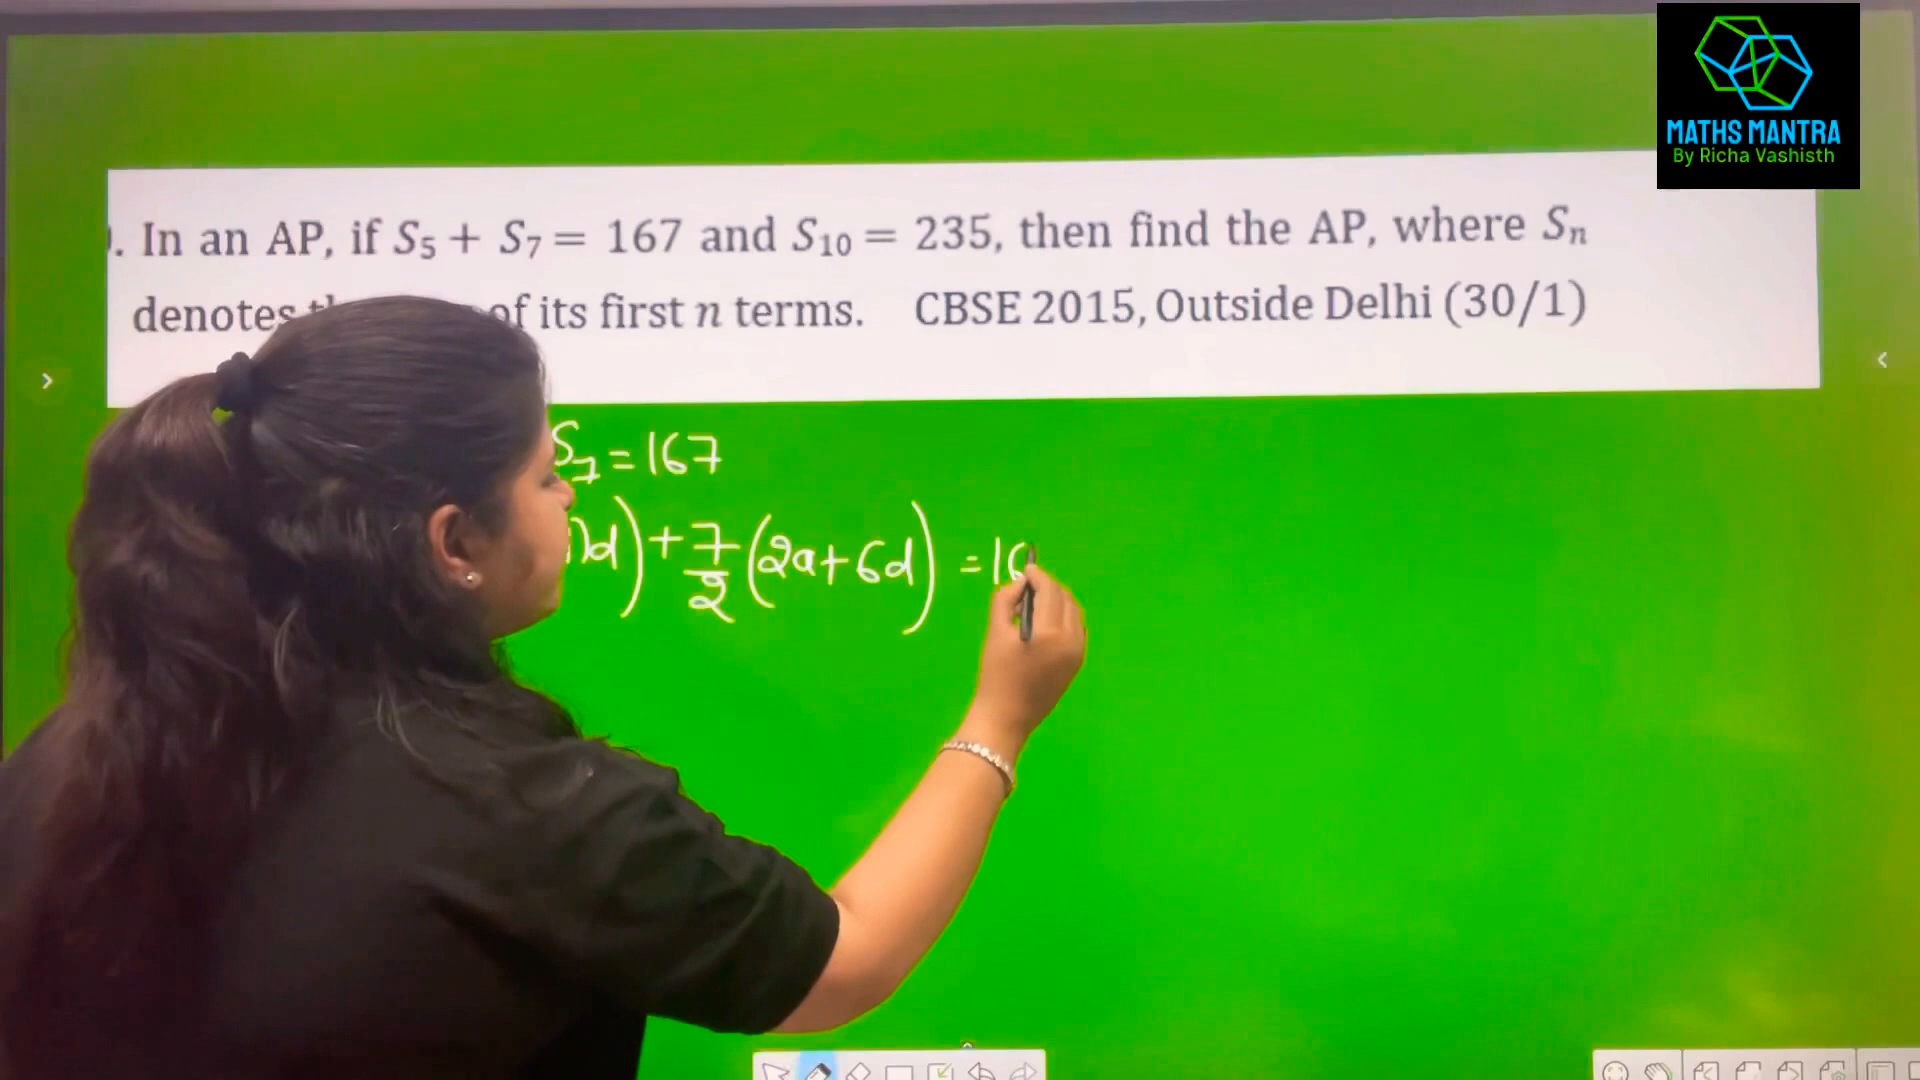 MATHS MANTRA
By Richa Vashisth
. In an AP, if S₅ + S₇ = 167 and S₁₀ = 235, then find the AP, where Sₙ
denotes of its first n terms. CBSE 2015, Outside Delhi (30/1)
S₇ = 167
)d) + 7/2 (2a + 6d) = 16